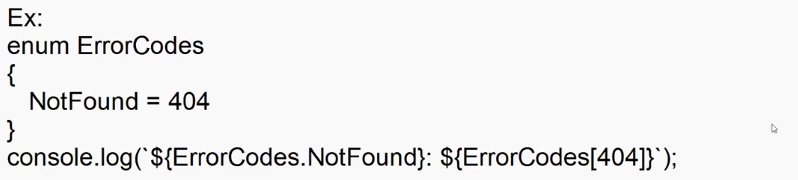 Ex:
enum ErrorCodes
{
NotFound = 404
}
console.log(`${ErrorCodes.NotFound}: ${ErrorCodes[404]}`);